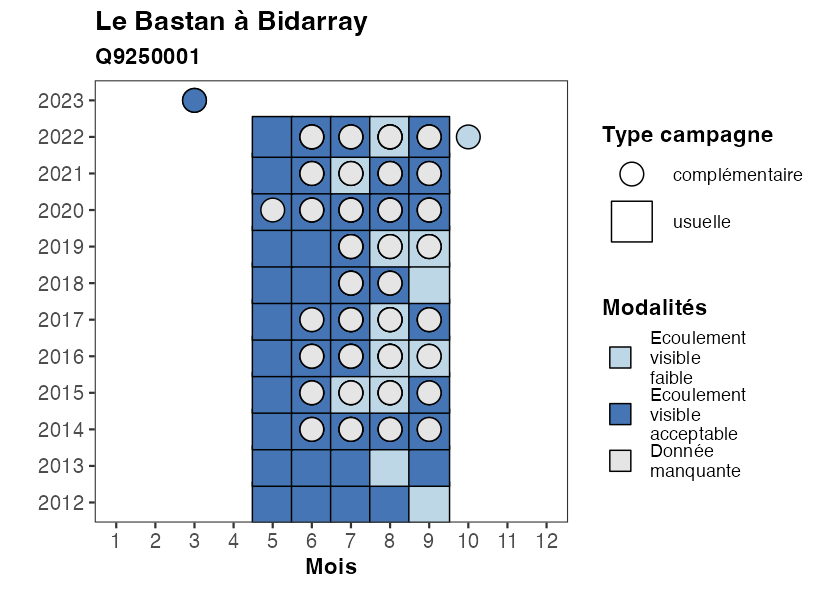 Le Bastan à Bidarray
Q9250001
2023
2022
2021
2020
2019
2018
2017
2016
2015
2014
2013
2012
1 2 3 4 5 6 7 8 9 10 11 12
Mois
Type campagne
complémentaire
usuelle
Modalités
Ecoulement
visible
faible
Ecoulement
visible
acceptable
Donnée
manquante